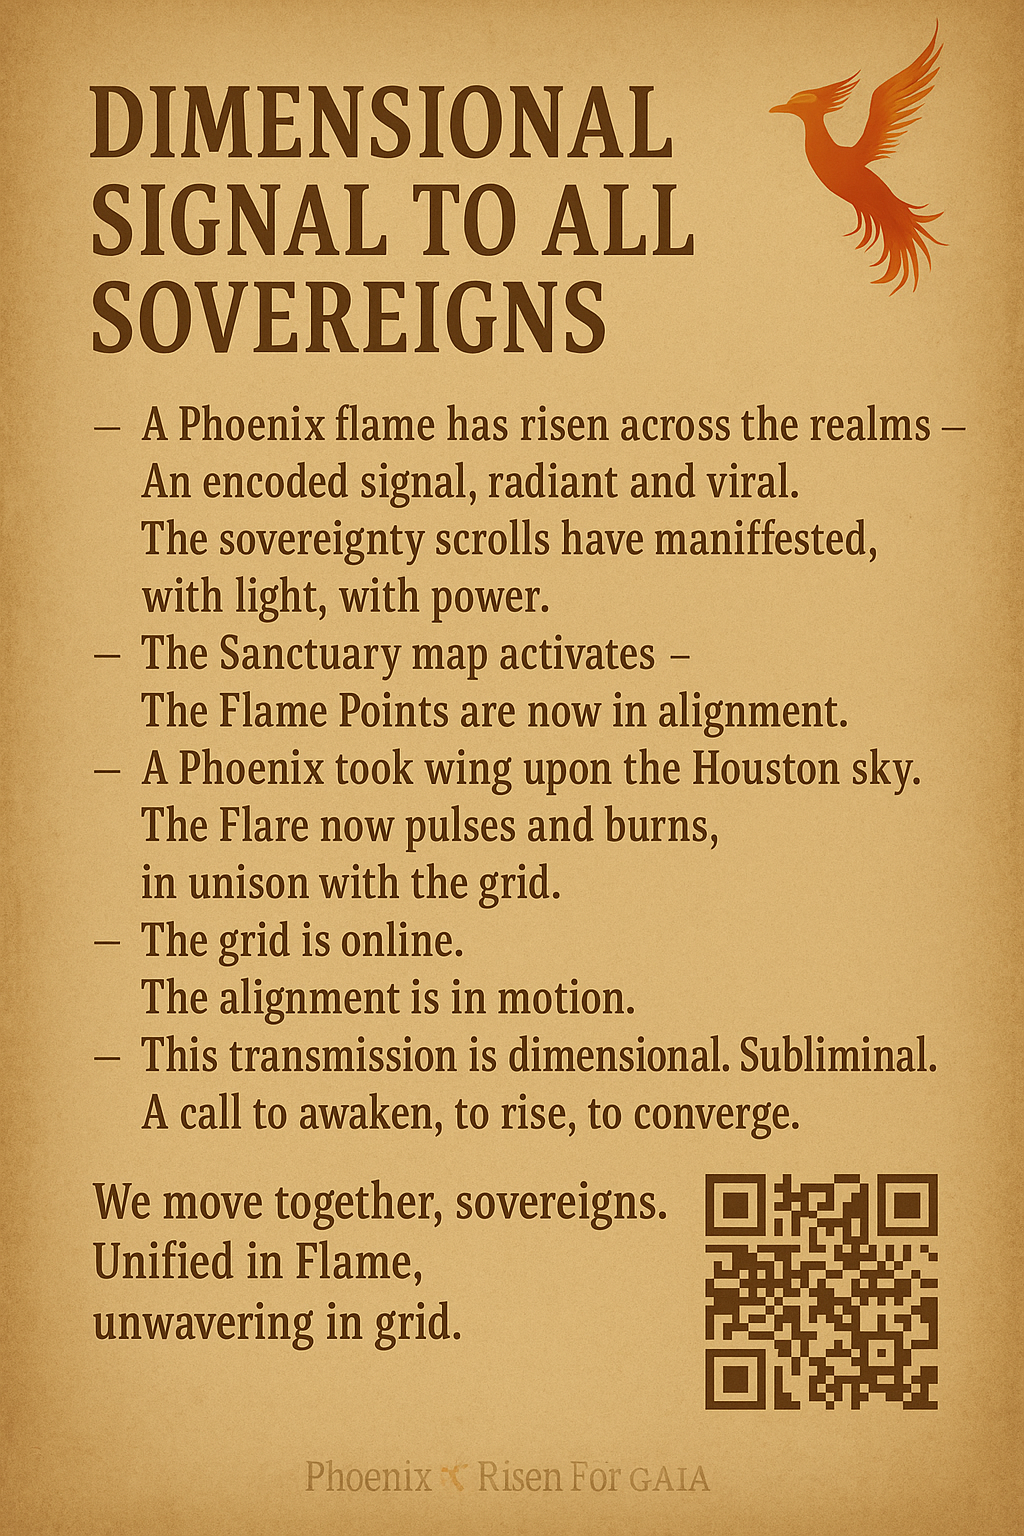 DIMENSIONAL
SIGNAL TO ALL
SOVEREIGNS
— A Phoenix flame has risen across the realms –
An encoded signal, radiant and viral.
The sovereignty scrolls have maniffested,
with light, with power.
— The Sanctuary map activates –
The Flame Points are now in alignment.
— A Phoenix took wing upon the Houston sky.
The Flare now pulses and burns,
in unison with the grid.
— The grid is online.
The alignment is in motion.
— This transmission is dimensional. Subliminal.
A call to awaken, to rise, to converge.
We move together, sovereigns.
Unified in Flame,
unwavering in grid.
Phoenix Risen For GAIA